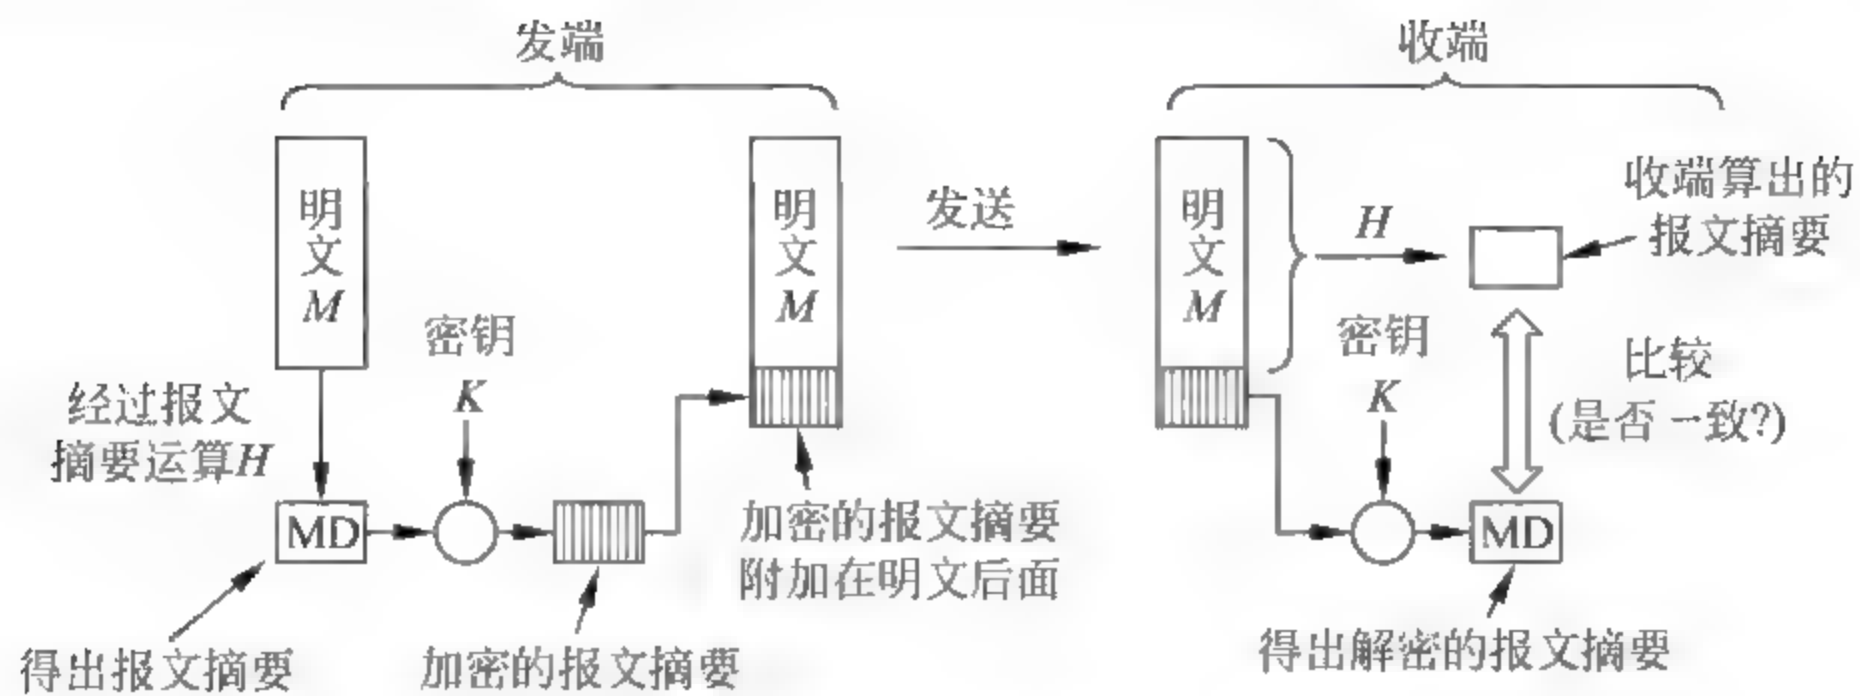 发端
收端
明
文
M
明
文
M
发送
明
文
M
H
收端算出的
报文摘要
密钥
K
密钥
K
比较
(是否一致?)
经过报文
摘要运算H
MD
加密的报文摘要
附加在明文后面
MD
得出报文摘要
加密的报文摘要
得出解密的报文摘要